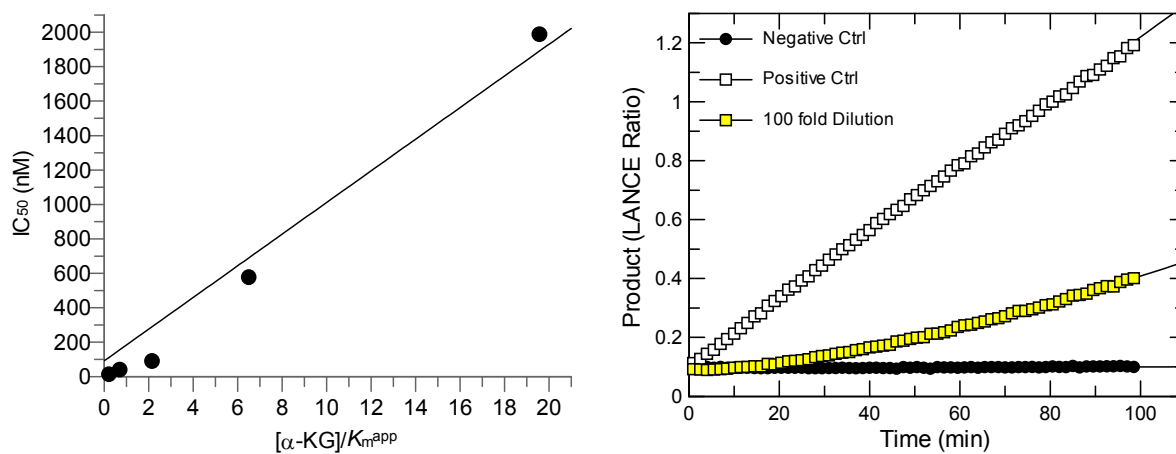 IC50 (nM)
2000
1800
1600
1400
1200
1000
800
600
400
200
0
0 2 4 6 8 10 12 14 16 18 20
[α-KG]/Kmapp
Product (LANCE Ratio)
1.2
1
0.8
0.6
0.4
0.2
0
Negative Ctrl
Positive Ctrl
100 fold Dilution
0 20 40 60 80 100
Time (min)